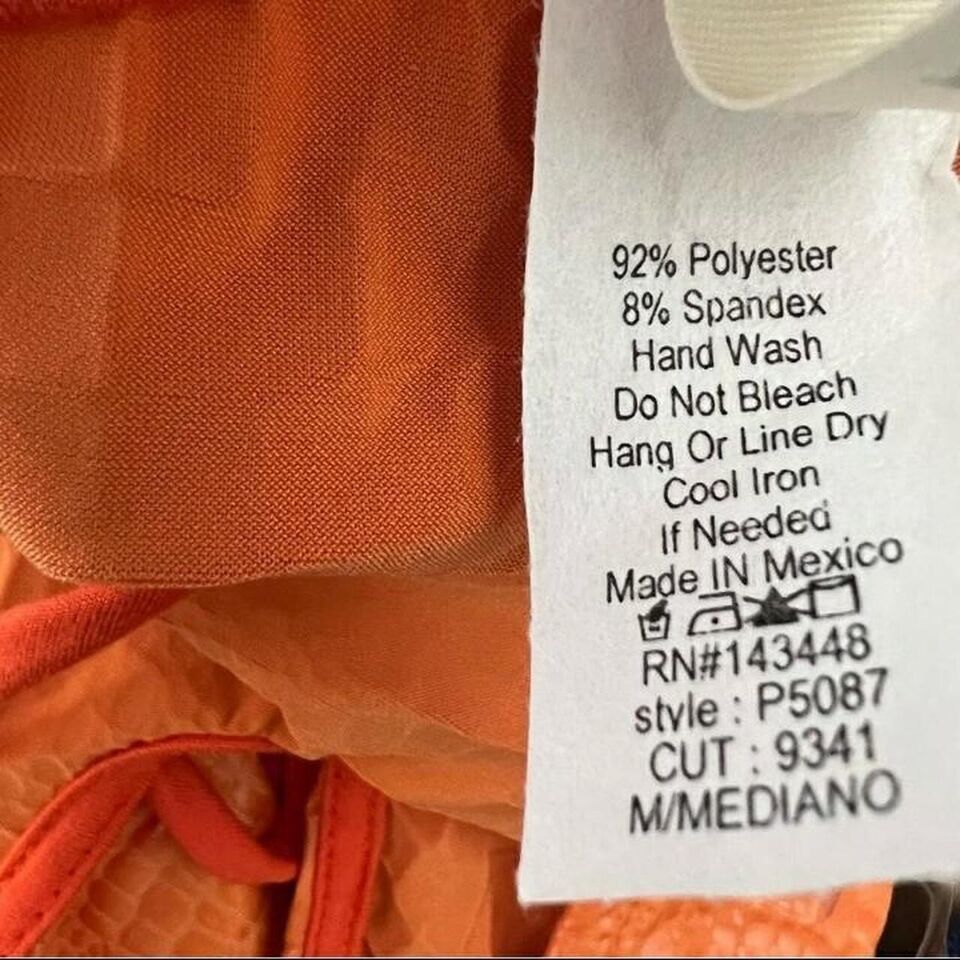 92% Polyester
8% Spandex
Hand Wash
Do Not Bleach
Hang Or Line Dry
Cool Iron
If Needed
Made IN Mexico
RN#143448
style : P5087
CUT : 9341
M/MEDIANO